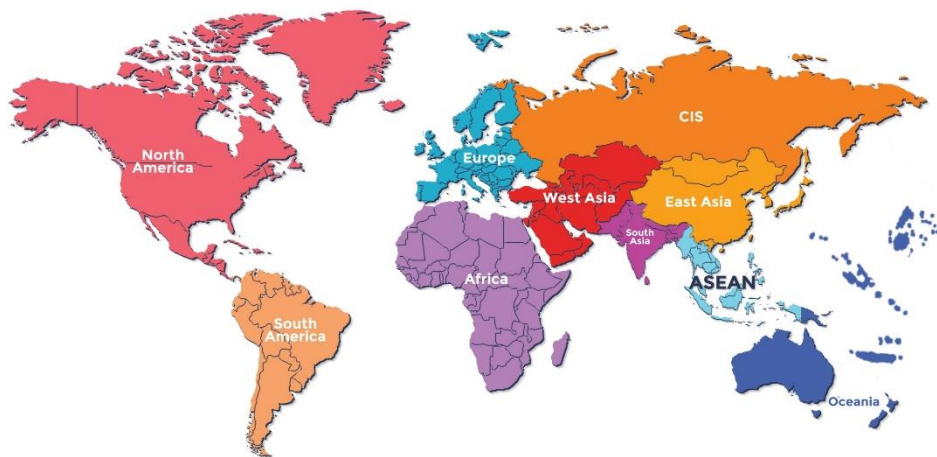 CIS
North
America
Europe
West Asia
East Asia
South
Asia
Africa
ASEAN
South
America
Oceania